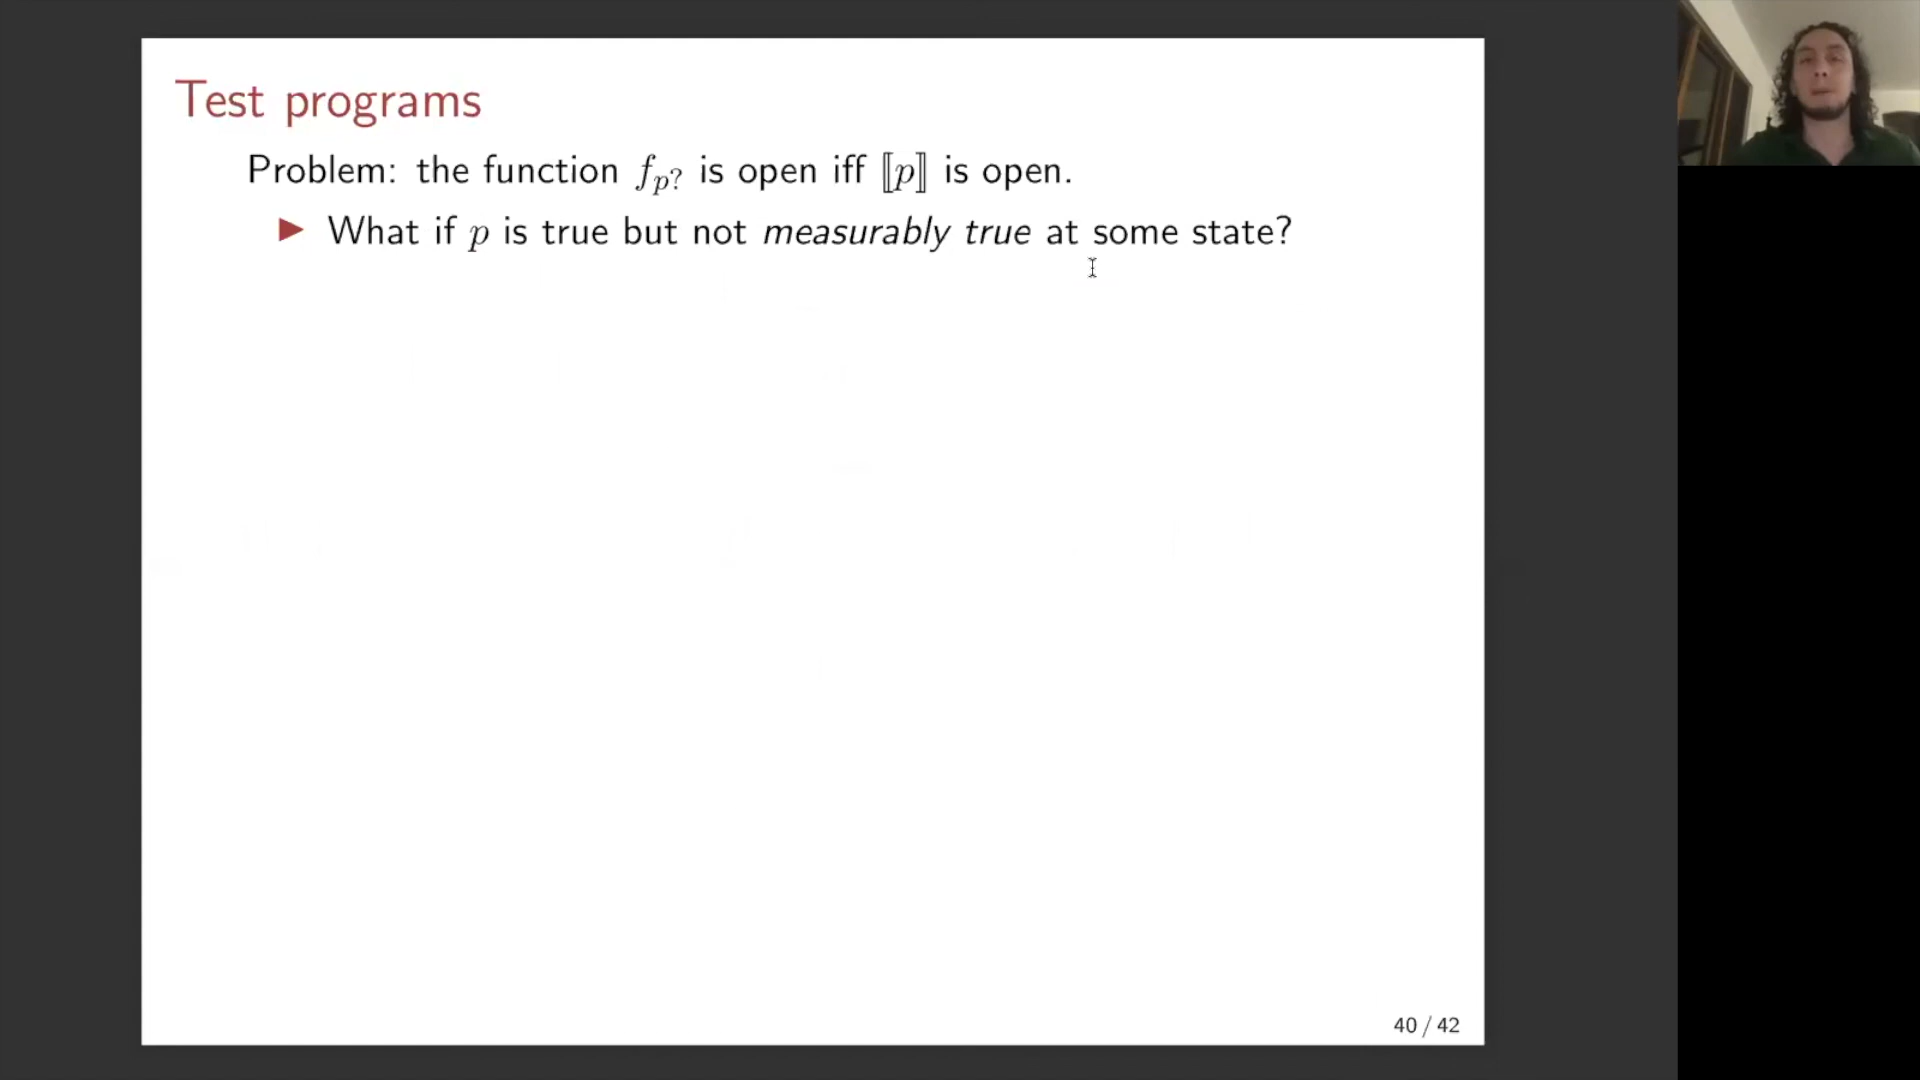 Test programs
Problem: the function f_{p?} is open iff ⟦p⟧ is open.
▶ What if p is true but not measurably true at some state?
40 / 42